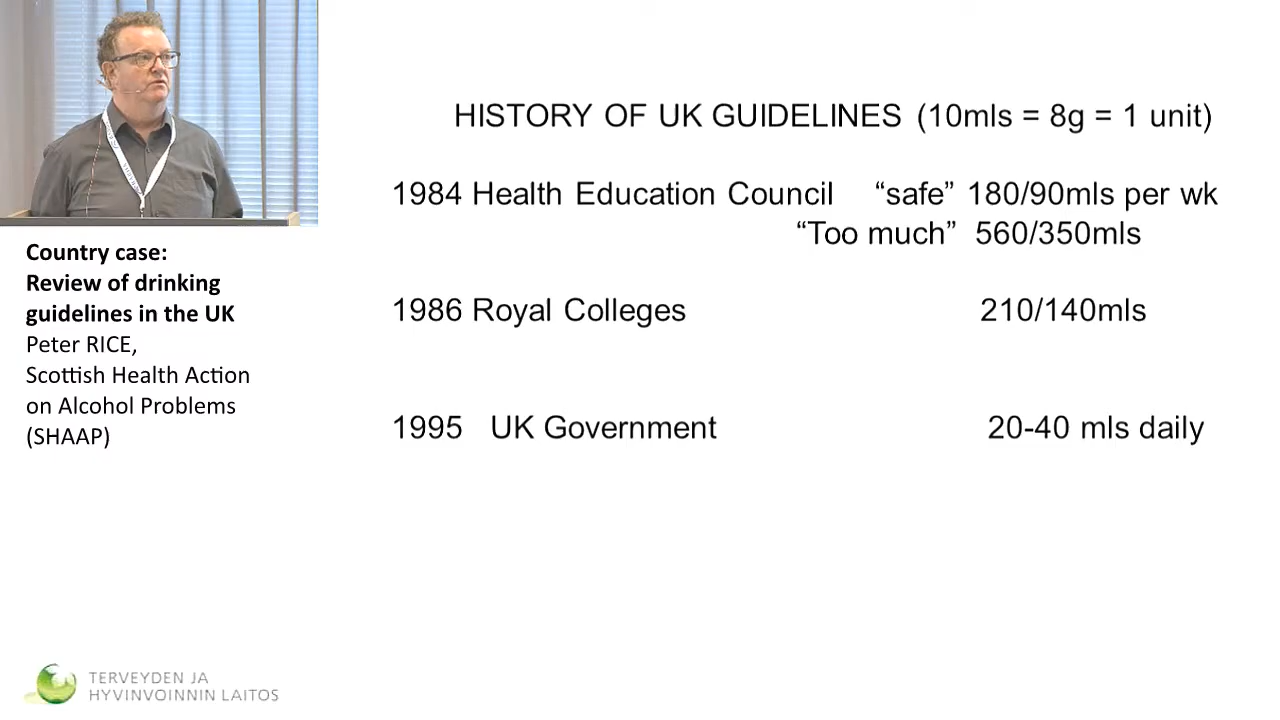 HISTORY OF UK GUIDELINES (10mls = 8g = 1 unit)
1984 Health Education Council “safe” 180/90mls per wk
“Too much” 560/350mls
1986 Royal Colleges 210/140mls
1995 UK Government 20-40 mls daily
Country case:
Review of drinking
guidelines in the UK
Peter RICE,
Scottish Health Action
on Alcohol Problems
(SHAAP)
TERVEYDEN JA
HYVINVOINNIN LAITOS